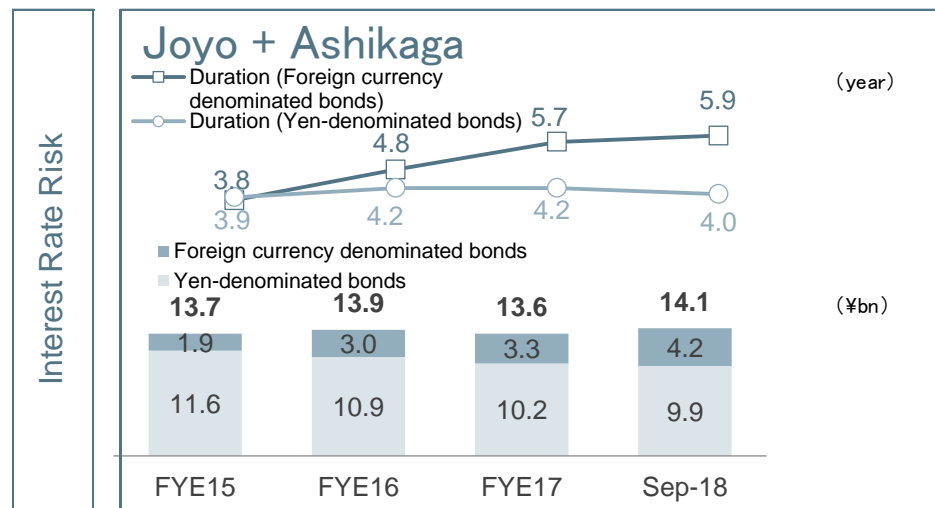 Interest Rate Risk
Joyo + Ashikaga
Duration (Foreign currency
denominated bonds)
Duration (Yen-denominated bonds)
(year)
3.8
4.8
5.7
5.9
3.9
4.2
4.2
4.0
Foreign currency denominated bonds
Yen-denominated bonds
(¥bn)
13.7
13.9
13.6
14.1
1.9
3.0
3.3
4.2
11.6
10.9
10.2
9.9
FYE15
FYE16
FYE17
Sep-18